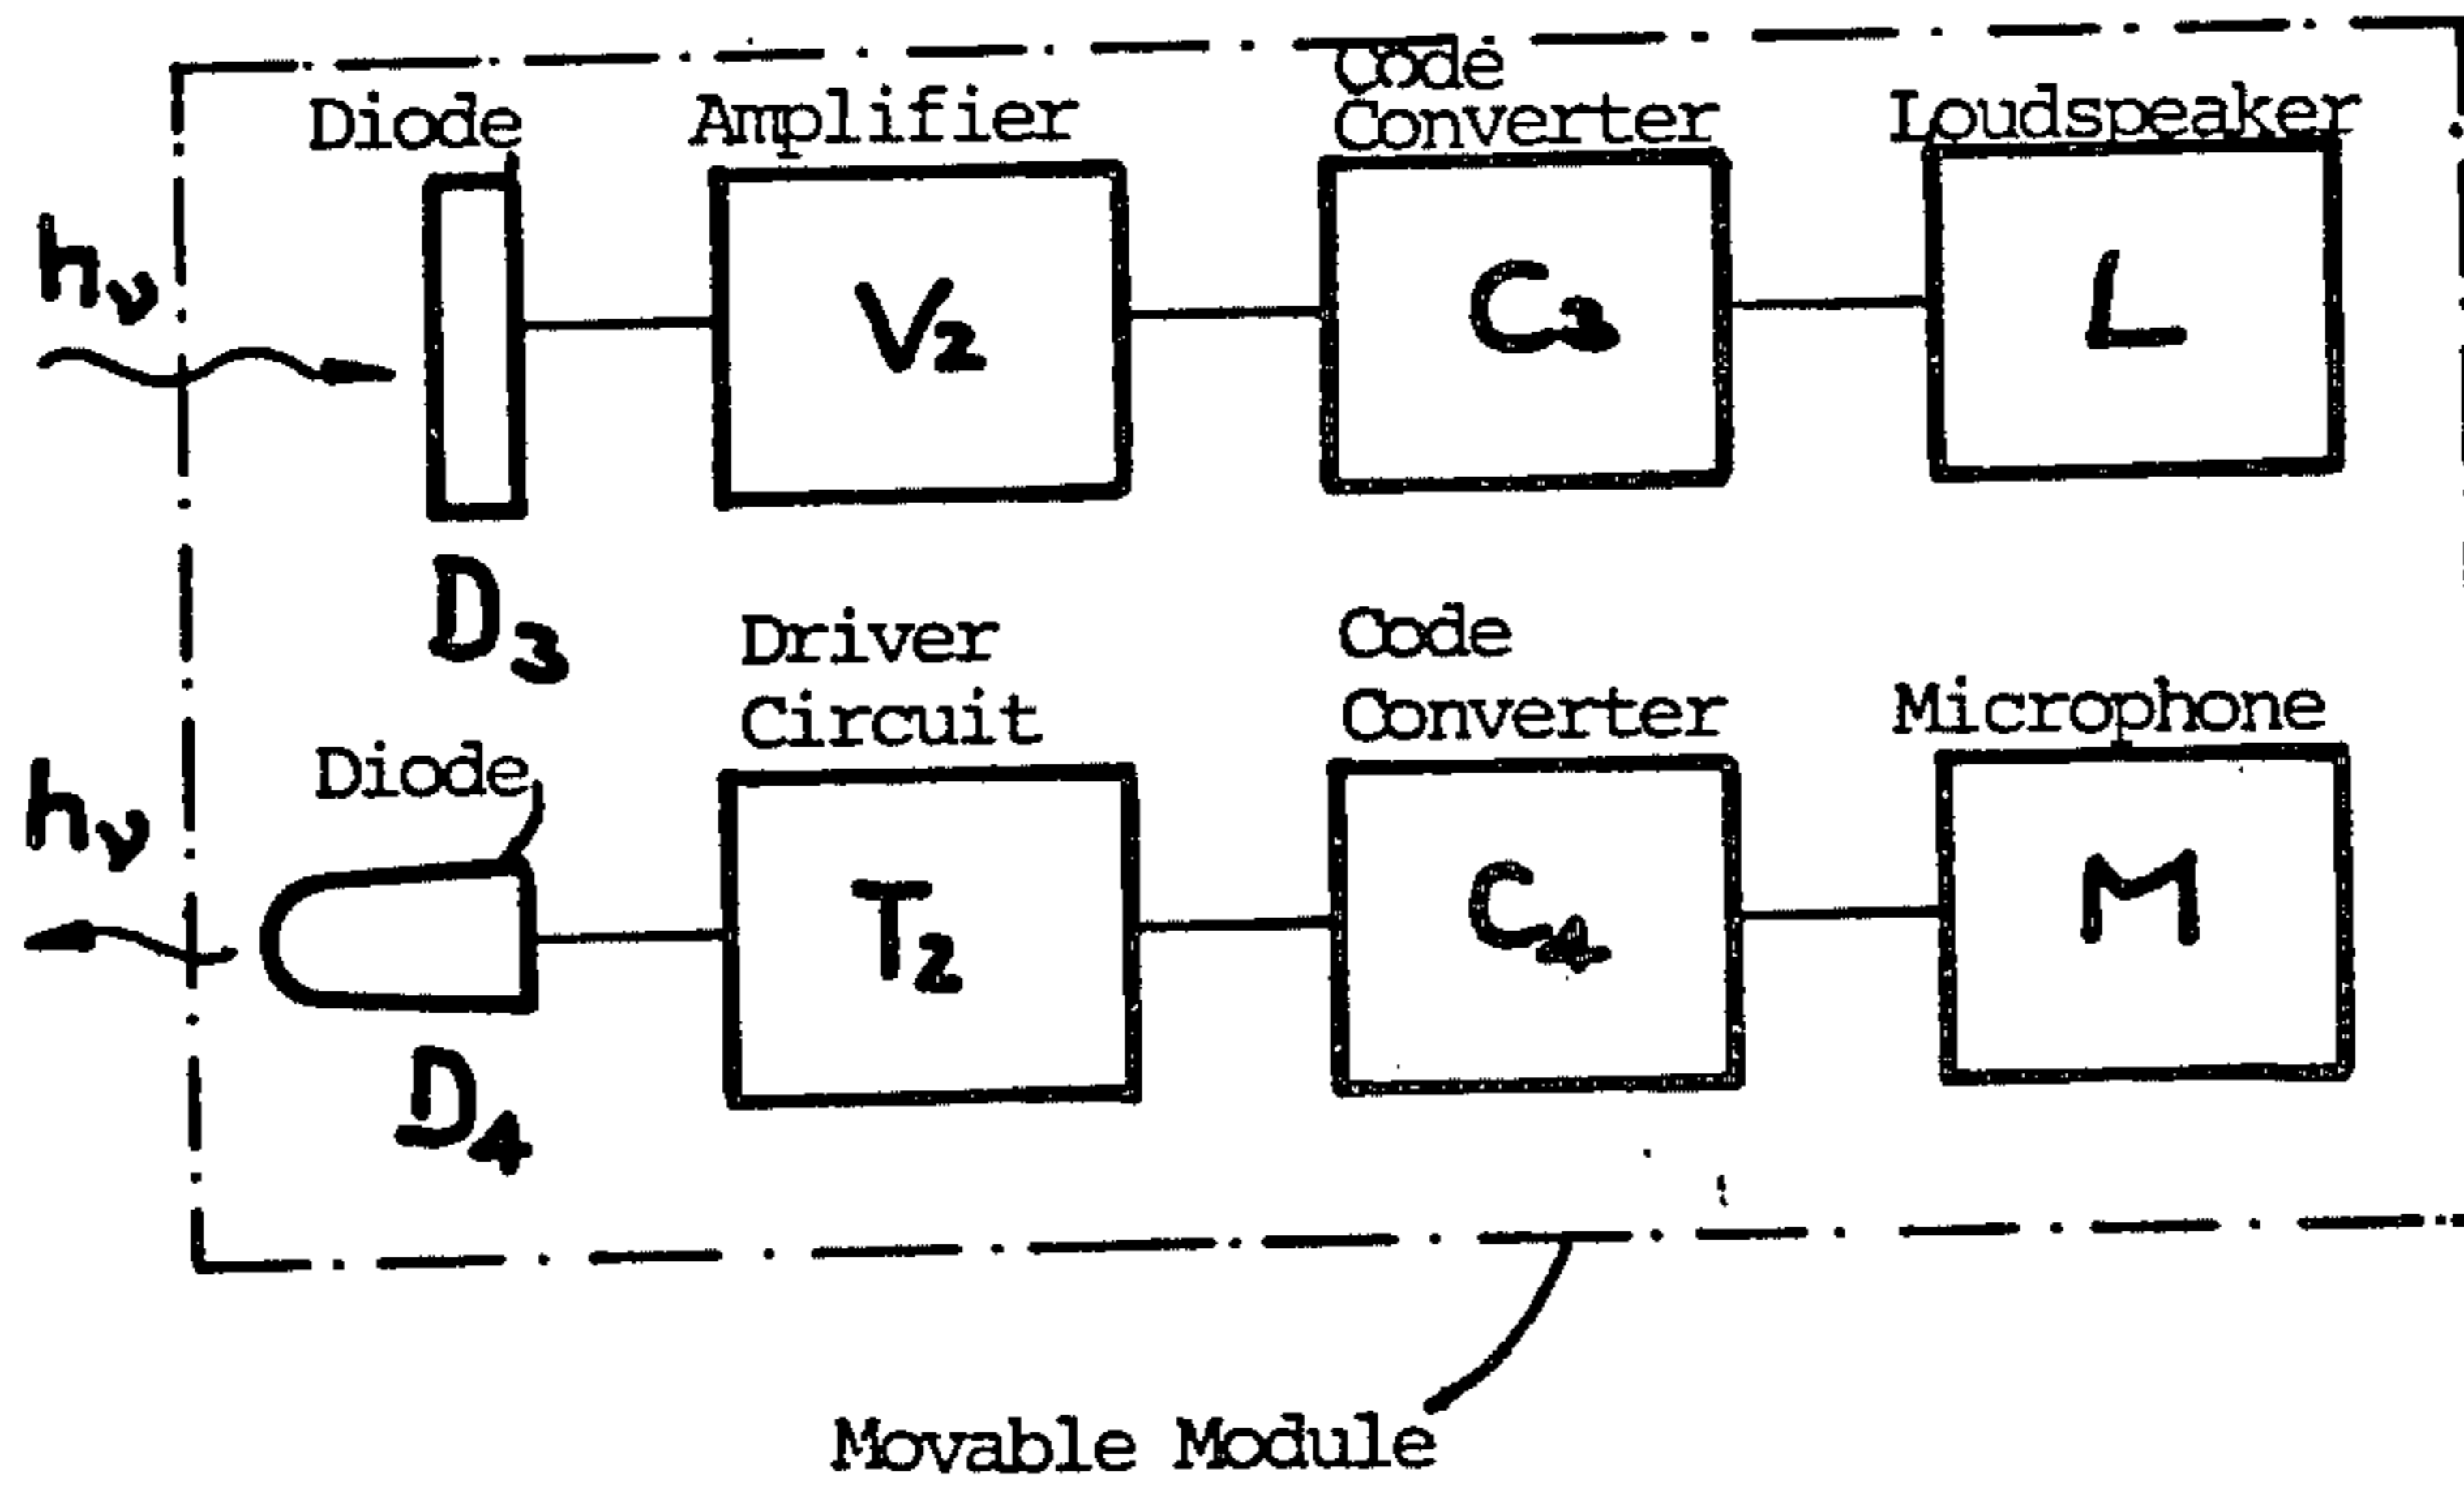 Diode
Amplifier
Code
Converter
Loudspeaker
hν
V2
C3
L
D3
Driver
Circuit
Code
Converter
Microphone
Diode
hν
T2
C4
M
D4
Movable Module